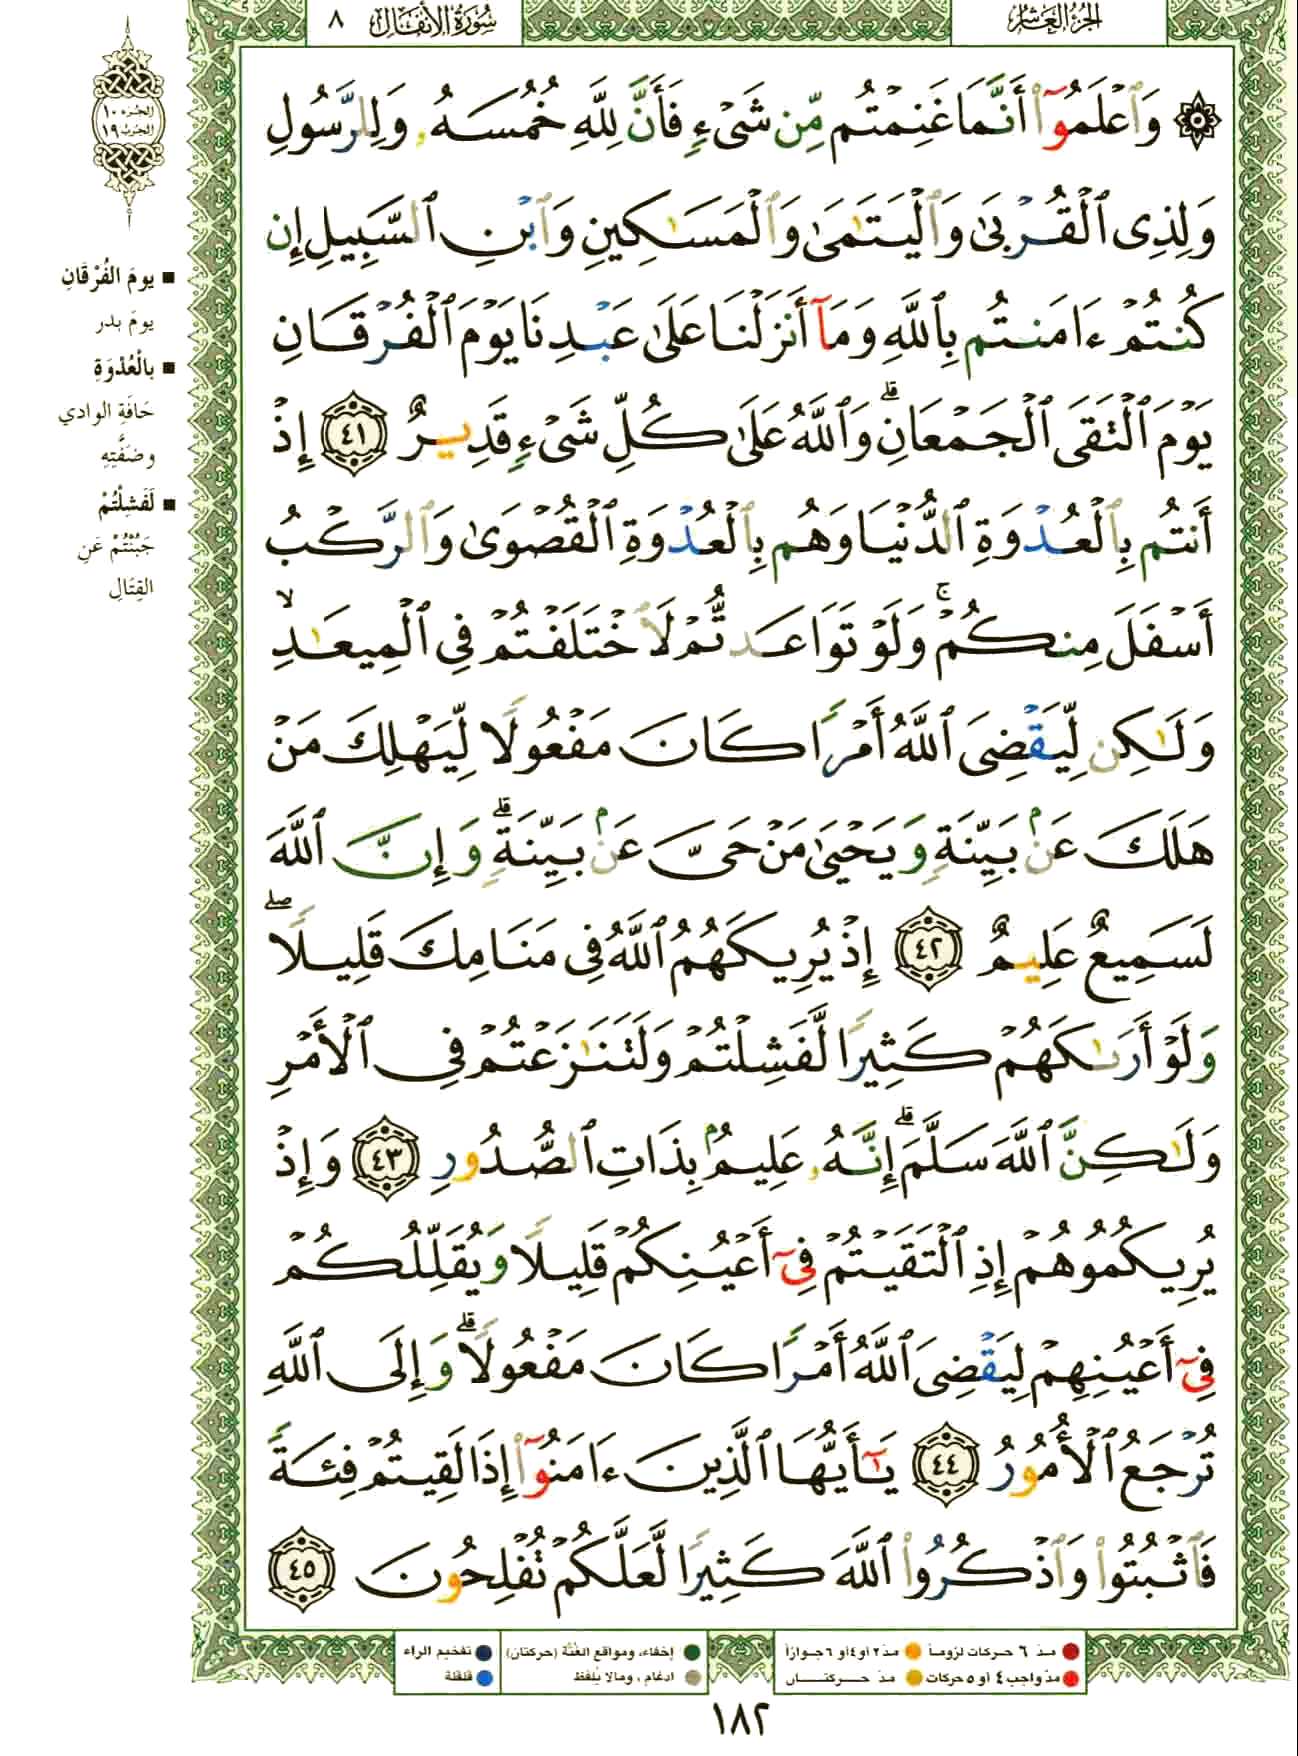 الجزء العاشر
سورة الأنفال ٨
الجزء ١٠
الحزب ١٩
۞ وَٱعْلَمُوٓا۟ أَنَّمَا غَنِمْتُم مِّن شَىْءٍ فَأَنَّ لِلَّهِ خُمُسَهُۥ وَلِلرَّسُولِ
وَلِذِى ٱلْقُرْبَىٰ وَٱلْيَتَـٰمَىٰ وَٱلْمَسَـٰكِينِ وَٱبْنِ ٱلسَّبِيلِ إِن
كُنتُمْ ءَامَنتُم بِٱللَّهِ وَمَآ أَنزَلْنَا عَلَىٰ عَبْدِنَا يَوْمَ ٱلْفُرْقَانِ
يَوْمَ ٱلْتَقَى ٱلْجَمْعَانِ ۗ وَٱللَّهُ عَلَىٰ كُلِّ شَىْءٍ قَدِيرٌ ٤١ إِذْ
أَنتُم بِٱلْعُدْوَةِ ٱلدُّنْيَا وَهُم بِٱلْعُدْوَةِ ٱلْقُصْوَىٰ وَٱلرَّكْبُ
أَسْفَلَ مِنكُمْ ۚ وَلَوْ تَوَاعَدتُّمْ لَٱخْتَلَفْتُمْ فِى ٱلْمِيعَـٰدِ ۙ
وَلَـٰكِن لِّيَقْضِىَ ٱللَّهُ أَمْرًا كَانَ مَفْعُولًا لِّيَهْلِكَ مَنْ
هَلَكَ عَنۢ بَيِّنَةٍ وَيَحْيَىٰ مَنْ حَىَّ عَنۢ بَيِّنَةٍ ۗ وَإِنَّ ٱللَّهَ
لَسَمِيعٌ عَلِيمٌ ٤٢ إِذْ يُرِيكَهُمُ ٱللَّهُ فِى مَنَامِكَ قَلِيلًا ۖ
وَلَوْ أَرَىٰكَهُمْ كَثِيرًا لَّفَشِلْتُمْ وَلَتَنَـٰزَعْتُمْ فِى ٱلْأَمْرِ
وَلَـٰكِنَّ ٱللَّهَ سَلَّمَ ۗ إِنَّهُۥ عَلِيمٌۢ بِذَاتِ ٱلصُّدُورِ ٤٣ وَإِذْ
يُرِيكُمُوهُمْ إِذِ ٱلْتَقَيْتُمْ فِىٓ أَعْيُنِكُمْ قَلِيلًا وَيُقَلِّلُكُمْ
فِىٓ أَعْيُنِهِمْ لِيَقْضِىَ ٱللَّهُ أَمْرًا كَانَ مَفْعُولًا ۗ وَإِلَى ٱللَّهِ
تُرْجَعُ ٱلْأُمُورُ ٤٤ يَـٰٓأَيُّهَا ٱلَّذِينَ ءَامَنُوٓا۟ إِذَا لَقِيتُمْ فِئَةً
فَٱثْبُتُوا۟ وَٱذْكُرُوا۟ ٱللَّهَ كَثِيرًا لَّعَلَّكُمْ تُفْلِحُونَ ٤٥
■ يومَ الفُرْقَانِ
يومَ بدر
■ بالْعُدْوَةِ
حَافَةِ الوادي
وضَفَّتِهِ
■ لَفَشِلْتُمْ
جَبُنْتُمْ عَنِ
القِتَالِ
مدّ ٦ حركات لزوماً مدّ ٢ أو ٤ أو ٦ جوازاً
مدّ واجب ٤ أو ٥ حركات مدّ حركتان
إخفاء، ومواقع الغُنَّة (حركتان) تفخيم الراء
ادغام ، ومالا يُلفظ قلقلة
١٨٢